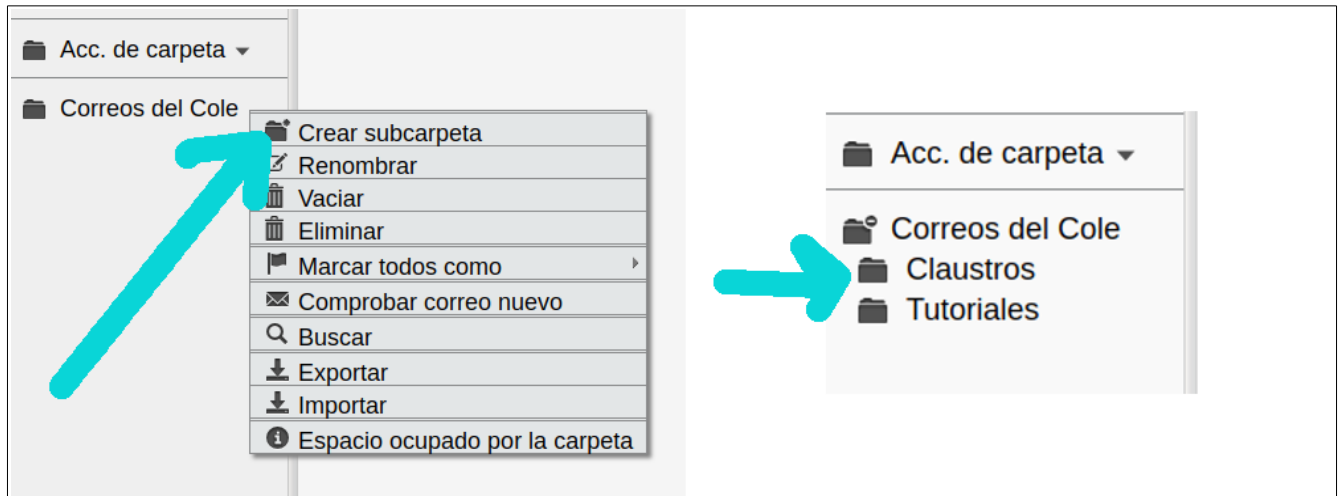 Acc. de carpeta
Correos del Cole
Crear subcarpeta
Renombrar
Vaciar
Eliminar
Marcar todos como
Comprobar correo nuevo
Buscar
Exportar
Importar
Espacio ocupado por la carpeta
Acc. de carpeta
Correos del Cole
Claustros
Tutoriales